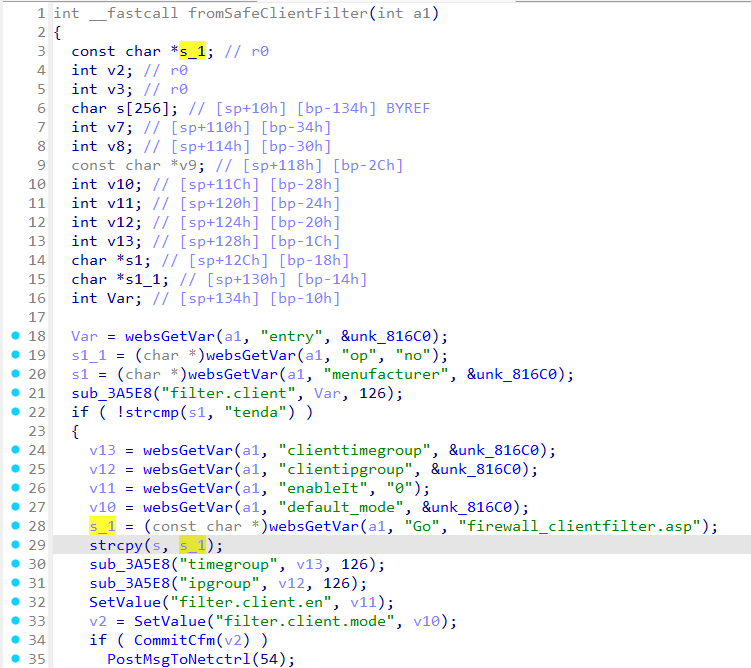 1 int __fastcall fromSafeClientFilter(int a1)
2 {
3 const char *s_1; // r0
4 int v2; // r0
5 int v3; // r0
6 char s[256]; // [sp+10h] [bp-134h] BYREF
7 int v7; // [sp+110h] [bp-34h]
8 int v8; // [sp+114h] [bp-30h]
9 const char *v9; // [sp+118h] [bp-2Ch]
10 int v10; // [sp+11Ch] [bp-28h]
11 int v11; // [sp+120h] [bp-24h]
12 int v12; // [sp+124h] [bp-20h]
13 int v13; // [sp+128h] [bp-1Ch]
14 char *s1; // [sp+12Ch] [bp-18h]
15 char *s1_1; // [sp+130h] [bp-14h]
16 int Var; // [sp+134h] [bp-10h]
17
18 Var = websGetVar(a1, "entry", &unk_816C0);
19 s1_1 = (char *)websGetVar(a1, "op", "no");
20 s1 = (char *)websGetVar(a1, "menufacturer", &unk_816C0);
21 sub_3A5E8("filter.client", Var, 126);
22 if ( !strcmp(s1, "tenda") )
23 {
24 v13 = websGetVar(a1, "clienttimegroup", &unk_816C0);
25 v12 = websGetVar(a1, "clientipgroup", &unk_816C0);
26 v11 = websGetVar(a1, "enableIt", "0");
27 v10 = websGetVar(a1, "default_mode", &unk_816C0);
28 s_1 = (const char *)websGetVar(a1, "Go", "firewall_clientfilter.asp");
29 strcpy(s, s_1);
30 sub_3A5E8("timegroup", v13, 126);
31 sub_3A5E8("ipgroup", v12, 126);
32 SetValue("filter.client.en", v11);
33 v2 = SetValue("filter.client.mode", v10);
34 if ( CommitCfm(v2) )
35 PostMsgToNetctrl(54);